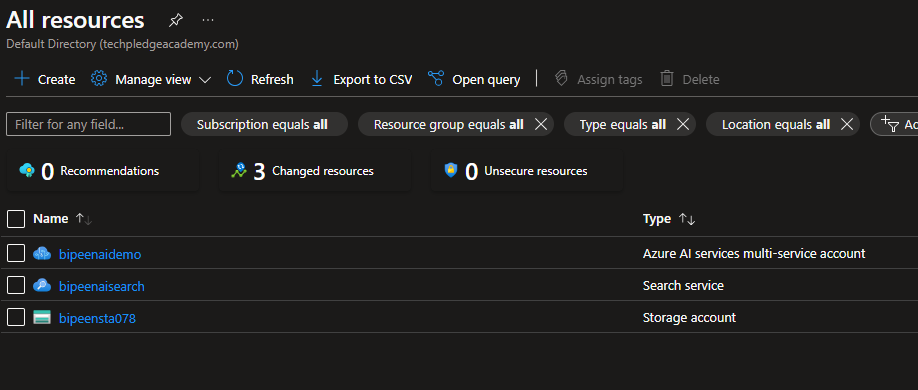 All resources ...
Default Directory (techpledgeacademy.com)
+ Create Manage view Refresh Export to CSV Open query Assign tags Delete
Filter for any field... Subscription equals all Resource group equals all Type equals all Location equals all
0 Recommendations 3 Changed resources 0 Unsecure resources
Name Type
bipeenaidemo Azure AI services multi-service account
bipeenaisearch Search service
bipeensta078 Storage account